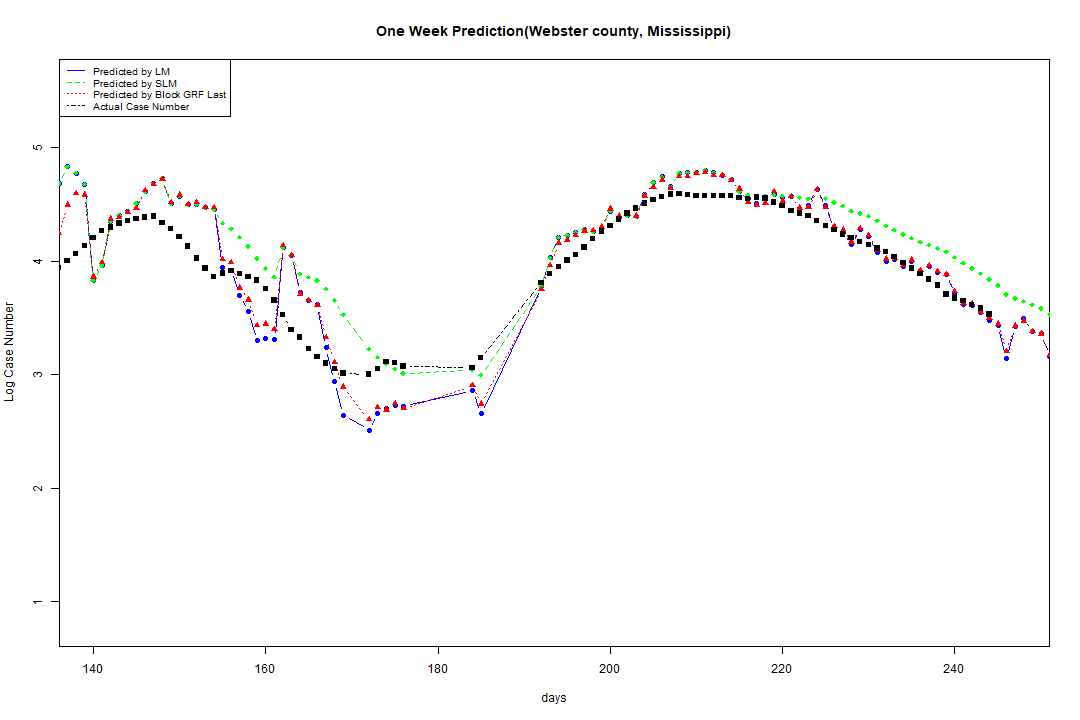 One Week Prediction(Webster county, Mississippi)
Predicted by LM
Predicted by SLM
Predicted by Block GRF Last
Actual Case Number
5
4
3
2
1
Log Case Number
140 160 180 200 220 240
days